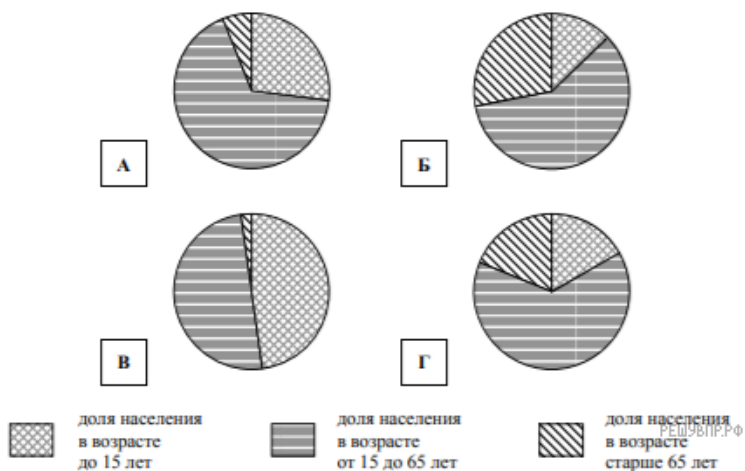 А
Б
В
Г
доля населения
в возрасте
до 15 лет
доля населения
в возрасте
от 15 до 65 лет
доля населения
в возрасте
старше 65 лет
РЕШУВПР.РФ